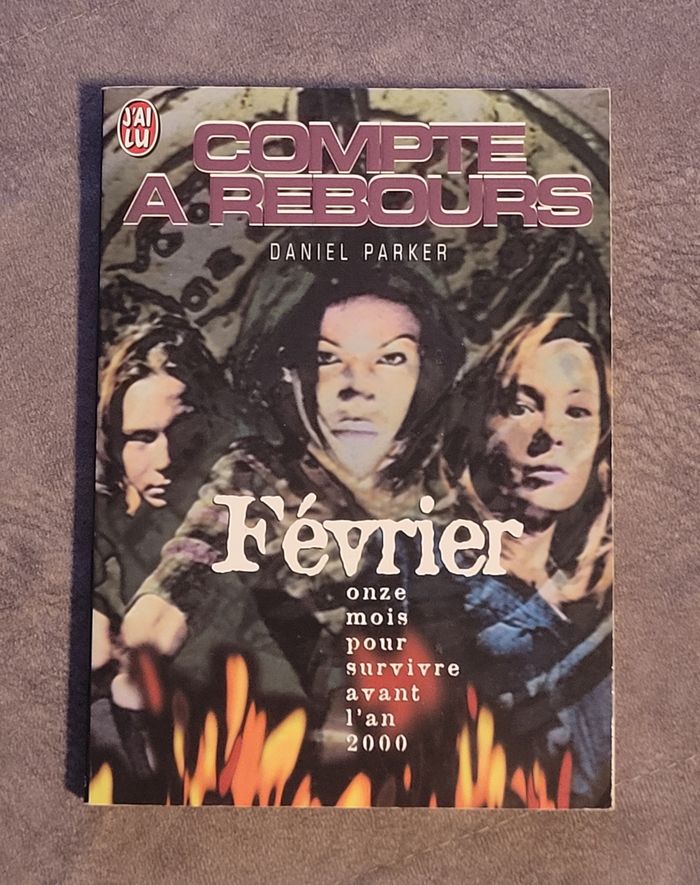 J'AI
LU
COMPTE
A REBOURS
DANIEL PARKER
Février
onze
mois
pour
survivre
avant
l'an
2000